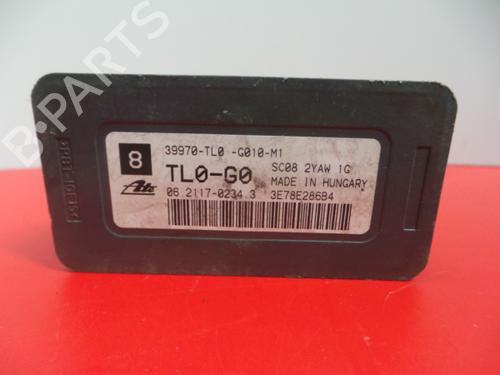 B-PARTS
8
39970-TL0 -G010-M1
TL0-G0
SC08 2YAW 1G
MADE IN HUNGARY
Ate
06.2117-0234.3
3E78E286B4